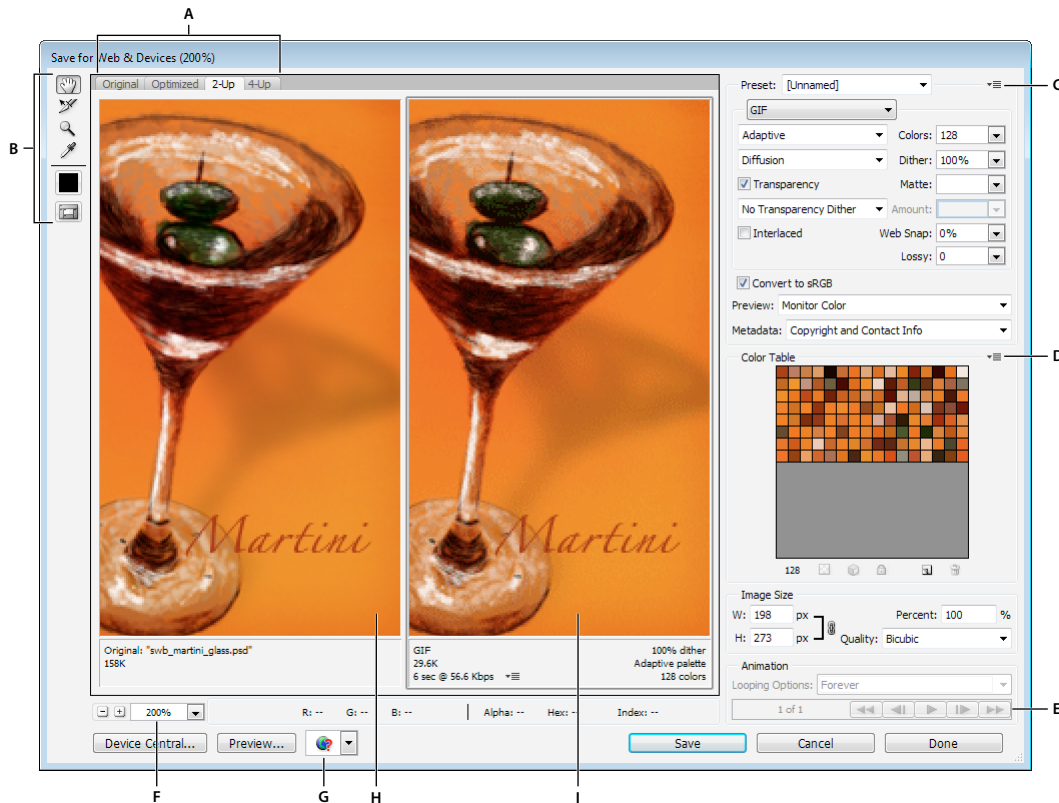 A
Save for Web & Devices (200%)
B
Original Optimized 2-Up 4-Up
Martini
Martini
Original: "swb_martini_glass.psd"
158K
GIF 100% dither
29.6K Adaptive palette
6 sec @ 56.6 Kbps 128 colors
200% R: -- G: -- B: -- Alpha: -- Hex: -- Index: --
Device Central... Preview... Save Cancel Done
Preset: [Unnamed]
C
GIF
Adaptive Colors: 128
Diffusion Dither: 100%
Transparency Matte:
No Transparency Dither Amount:
Interlaced Web Snap: 0%
Lossy: 0
Convert to sRGB
Preview: Monitor Color
Metadata: Copyright and Contact Info
Color Table
D
128
Image Size
W: 198 px Percent: 100 %
H: 273 px Quality: Bicubic
Animation
Looping Options: Forever
1 of 1
E
F G H I